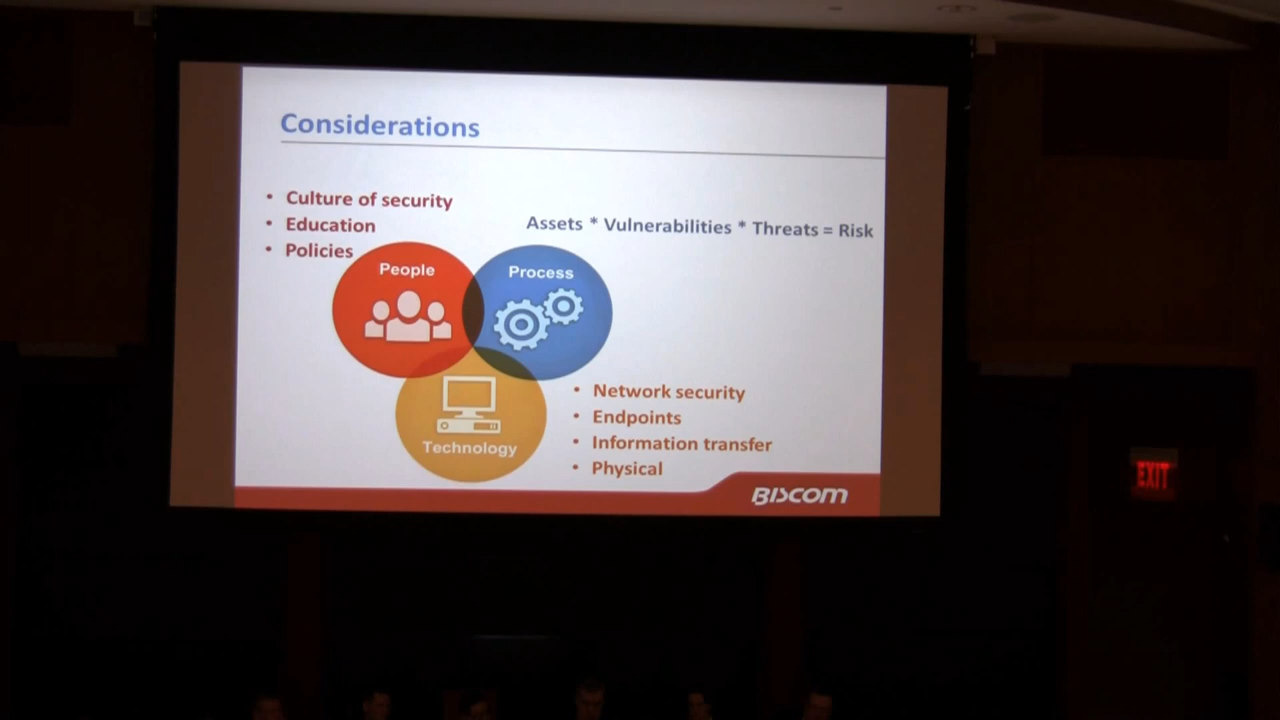 Considerations
• Culture of security
• Education
• Policies
Assets * Vulnerabilities * Threats = Risk
People
Process
Technology
• Network security
• Endpoints
• Information transfer
• Physical
BISCOM
EXIT